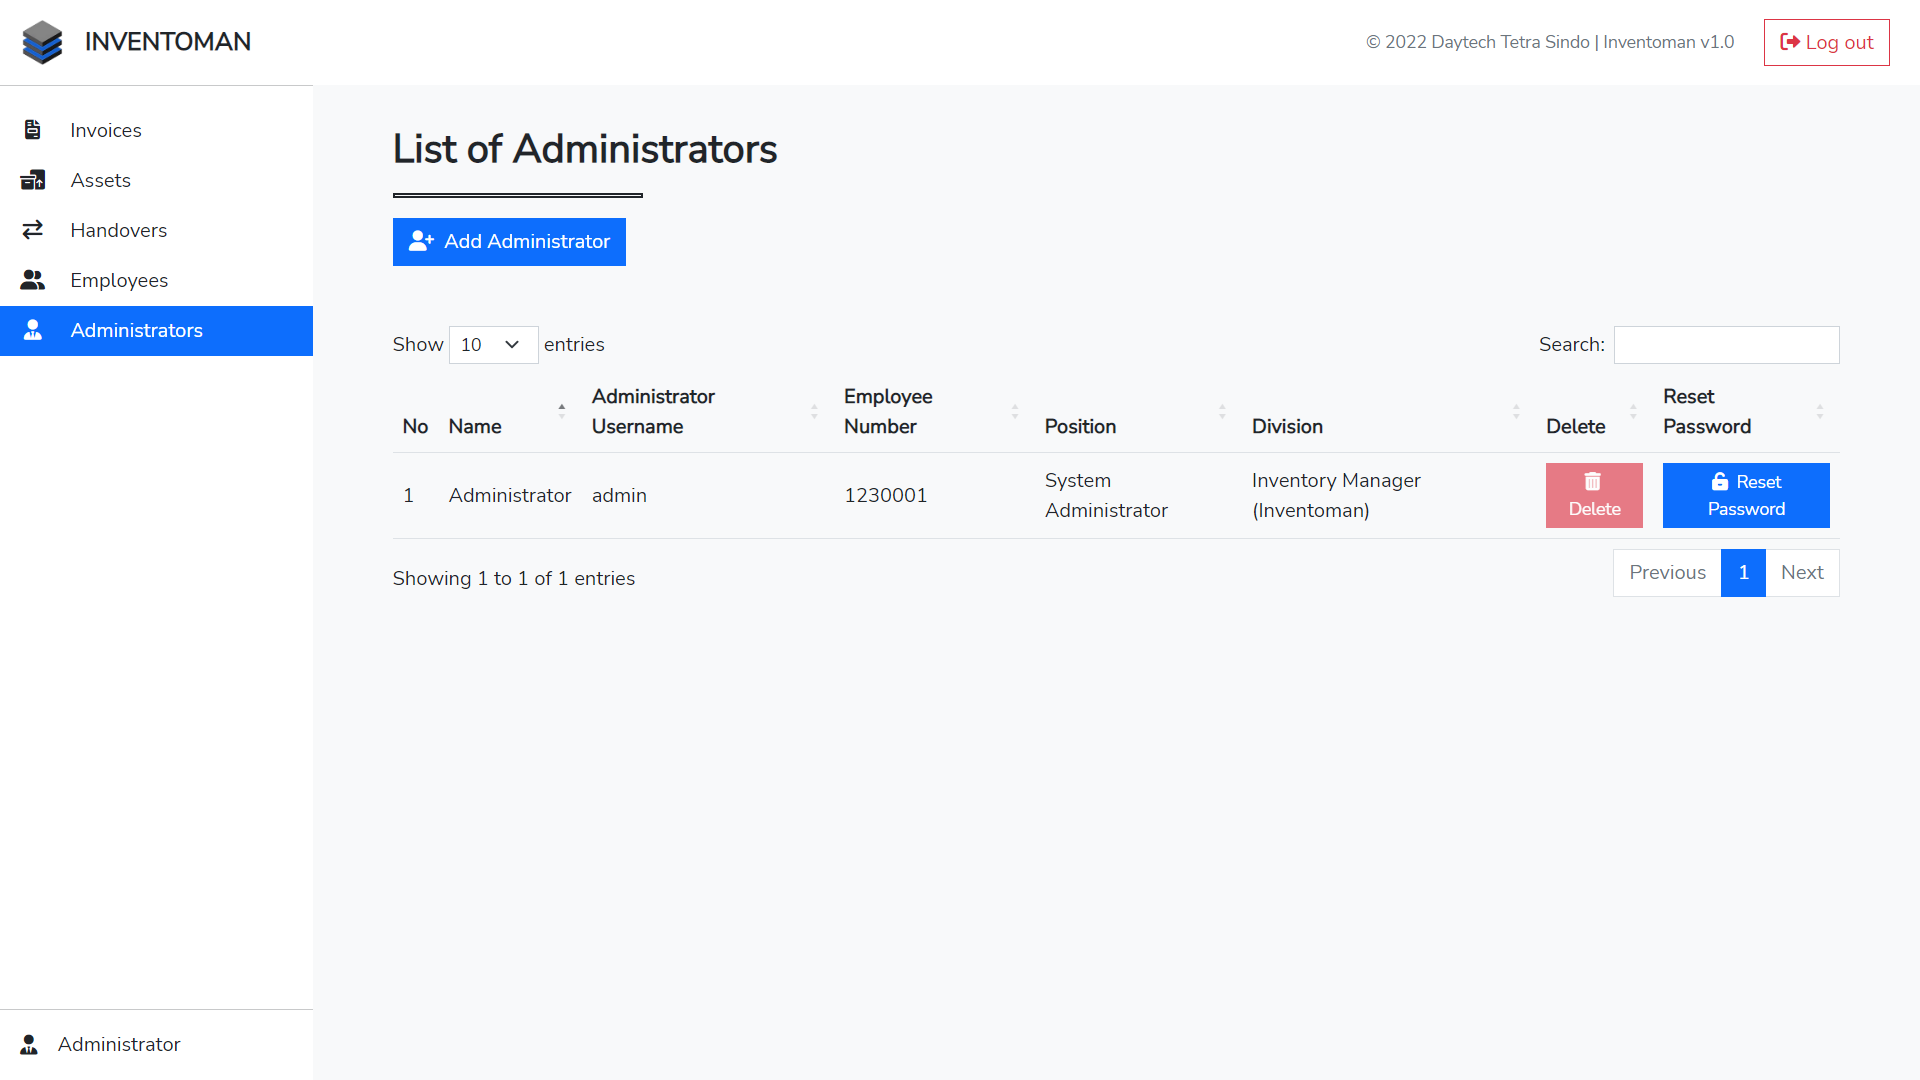 INVENTOMAN
© 2022 Daytech Tetra Sindo | Inventoman v1.0
Log out
Invoices
Assets
Handovers
Employees
Administrators
List of Administrators
Add Administrator
Show 10 entries
Search:
No Name Administrator Username Employee Number Position Division Delete Reset Password
1 Administrator admin 1230001 System Administrator Inventory Manager (Inventoman) Delete Reset Password
Showing 1 to 1 of 1 entries
Previous 1 Next
Administrator